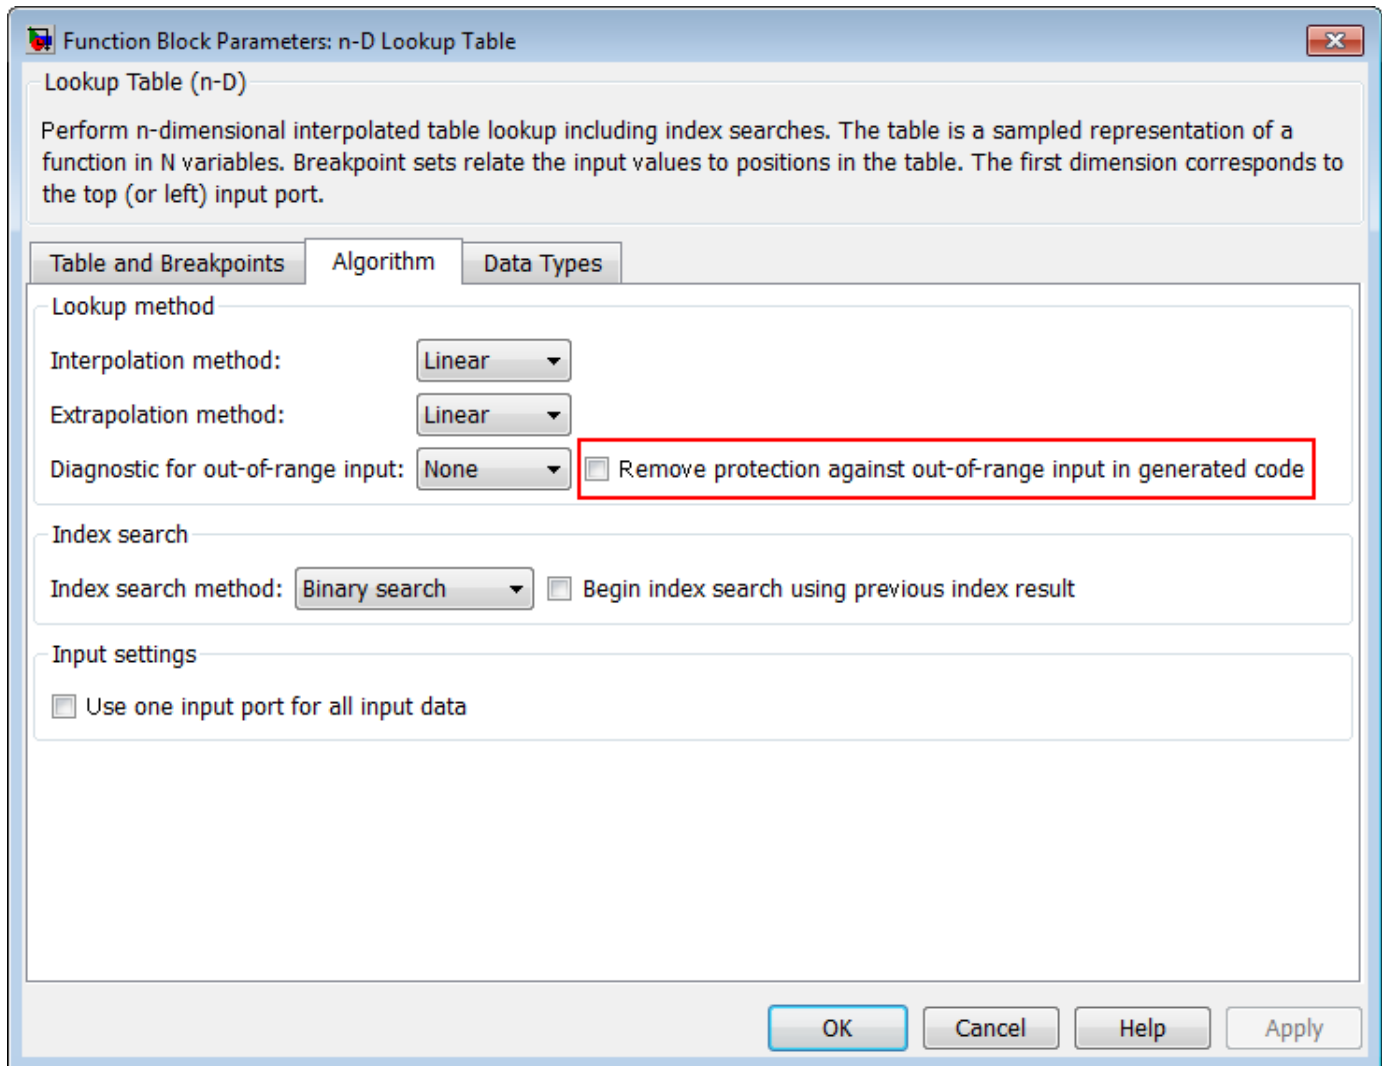 Function Block Parameters: n-D Lookup Table
Lookup Table (n-D)
Perform n-dimensional interpolated table lookup including index searches. The table is a sampled representation of a
function in N variables. Breakpoint sets relate the input values to positions in the table. The first dimension corresponds to
the top (or left) input port.
Table and Breakpoints Algorithm Data Types
Lookup method
Interpolation method: Linear
Extrapolation method: Linear
Diagnostic for out-of-range input: None Remove protection against out-of-range input in generated code
Index search
Index search method: Binary search Begin index search using previous index result
Input settings
Use one input port for all input data
OK Cancel Help Apply